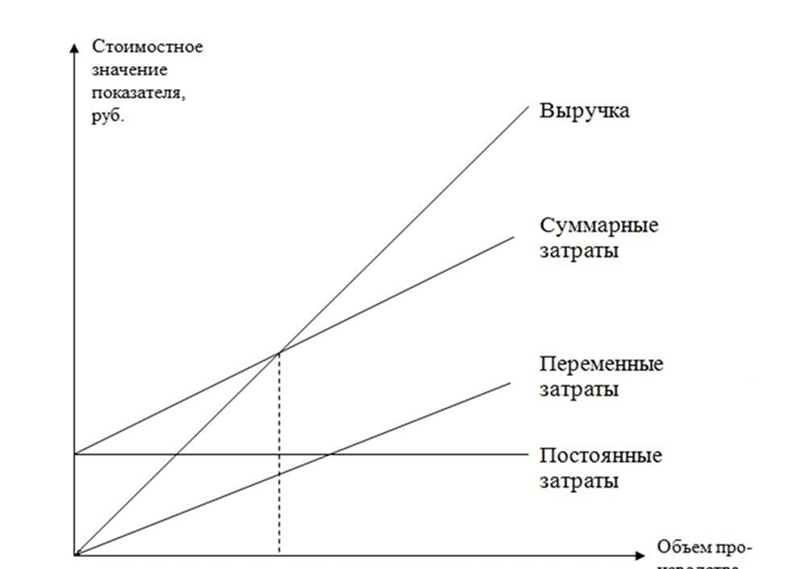 Стоимостное
значение
показателя,
руб.
Выручка
Суммарные
затраты
Переменные
затраты
Постоянные
затраты
Объем про-